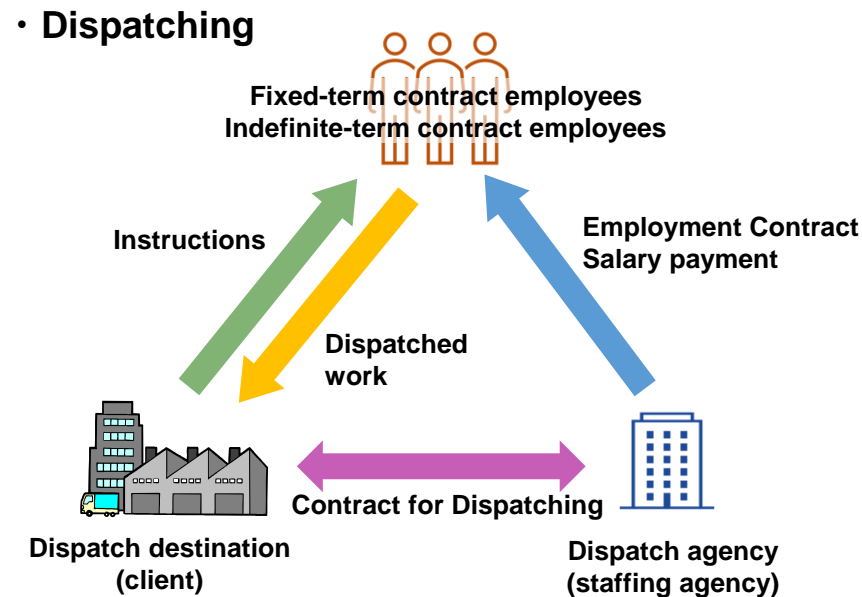 ・Dispatching
Fixed-term contract employees
Indefinite-term contract employees
Instructions
Employment Contract
Salary payment
Dispatched
work
Contract for Dispatching
Dispatch destination
(client)
Dispatch agency
(staffing agency)